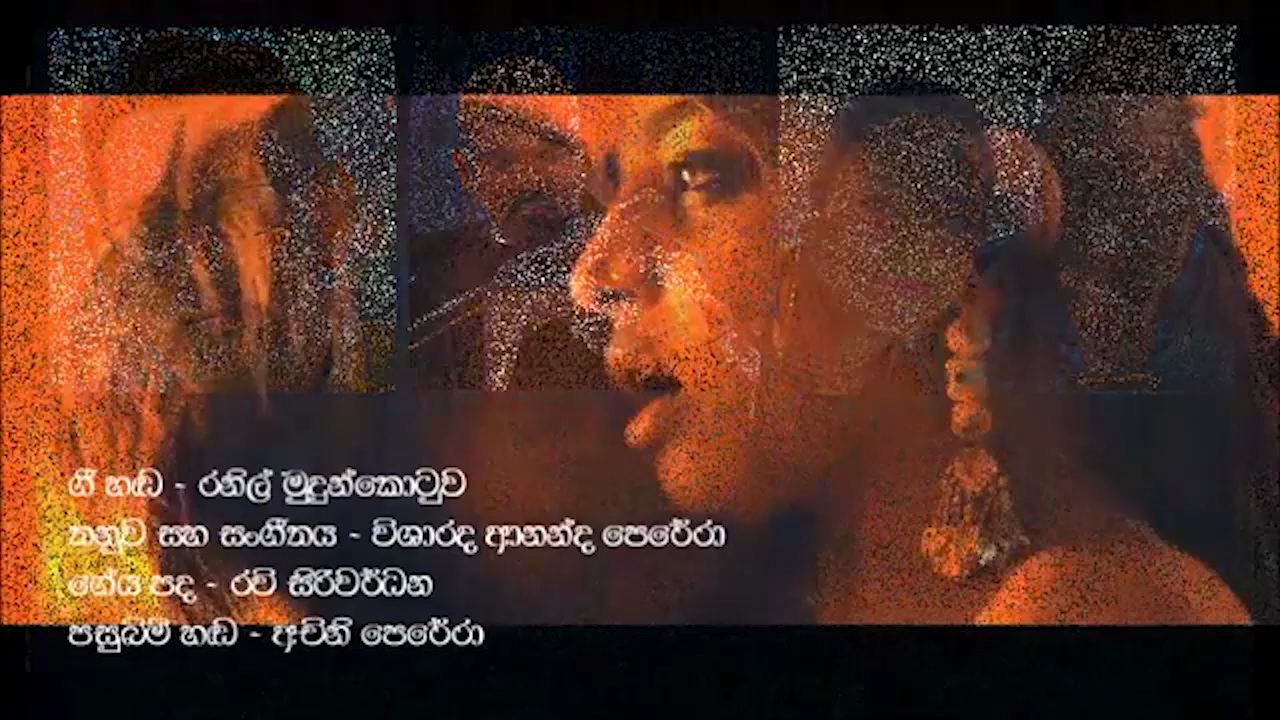 ගී හඬ - රනිල් මුදුන්කොටුව
තනුව සහ සංගීතය - විශාරද ආනන්ද පෙරේරා
ගේය පද - රවි සිරිවර්ධන
පසුබිම් හඬ - අචිනි පෙරේරා